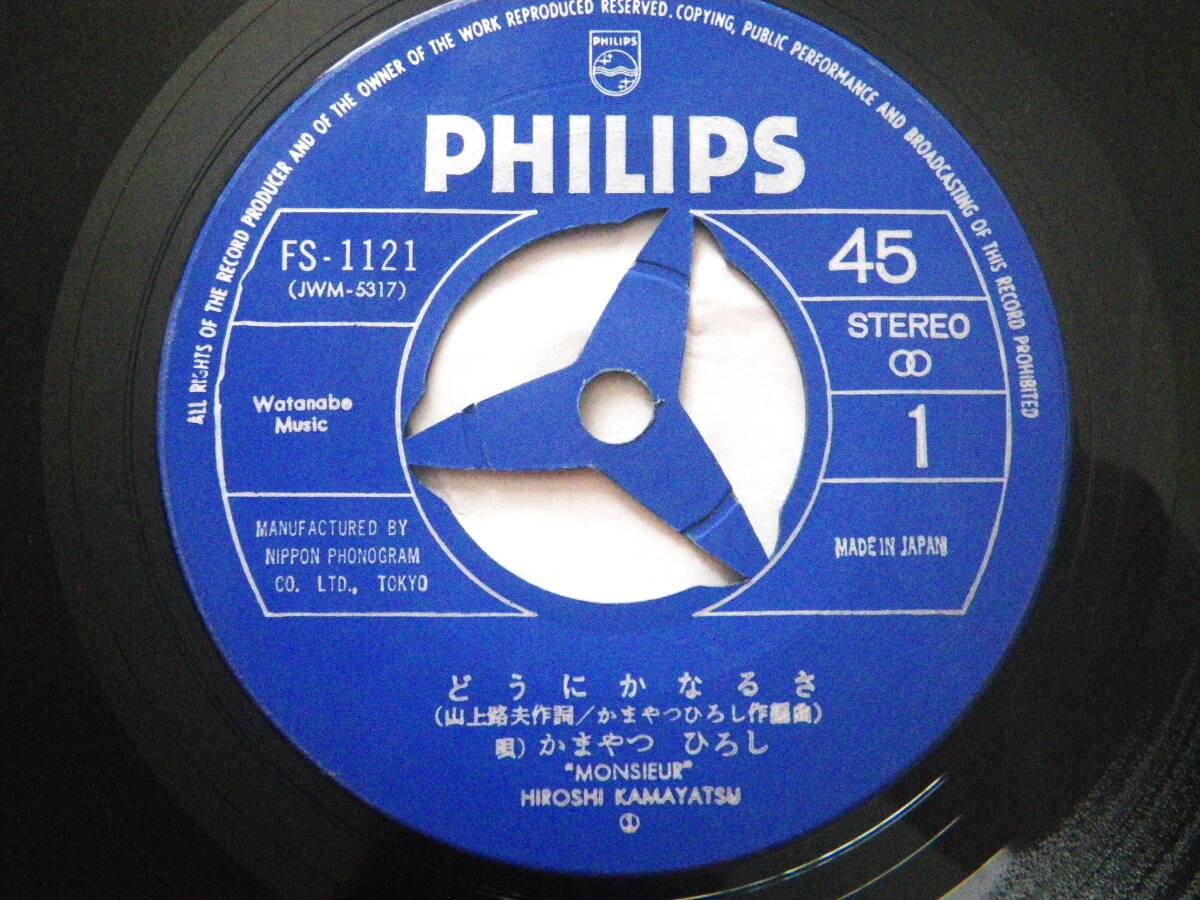 ALL RIGHTS OF THE RECORD PRODUCER AND OF THE OWNER OF THE WORK REPRODUCED RESERVED. COPYING, PUBLIC PERFORMANCE AND BROADCASTING OF THIS RECORD PROHIBITED
PHILIPS
PHILIPS
FS-1121
(JWM-5317)
45
STEREO
1
Watanabe
Music
MANUFACTURED BY
NIPPON PHONOGRAM
CO. LTD., TOKYO
MADE IN JAPAN
どうにかなるさ
(山上路夫作詞/かまやつひろし作編曲)
唄)かまやつ ひろし
"MONSIEUR"
HIROSHI KAMAYATSU
①